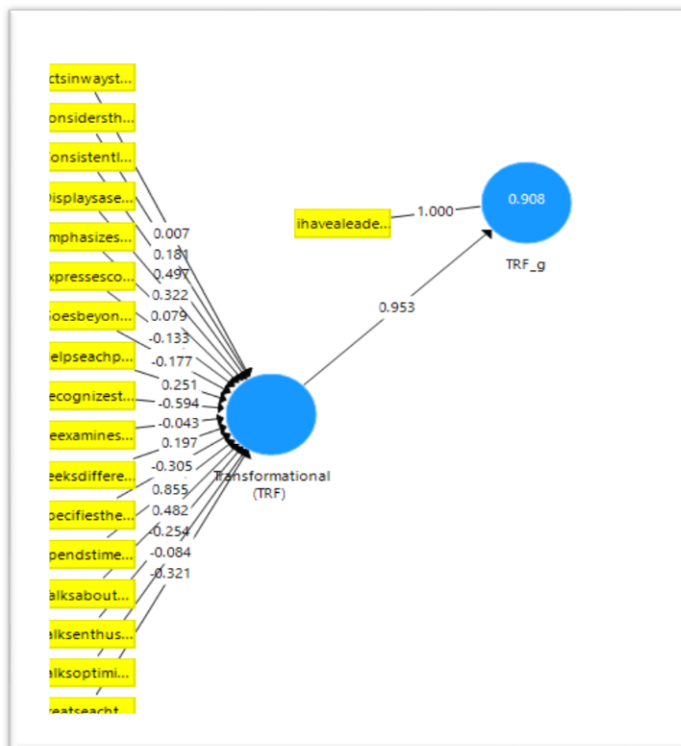 ctsinwayst...
onsidersth...
onsistentl...
isplaysase...
mphasizes...
xpressesco...
oesbeyon...
elpseachp...
ecognizest...
eexamines...
eeksdiffere...
pecifiesthe...
pendstime...
alksabout...
alksenthus...
alksoptimi...
reatseacht...
0.007
0.181
0.497
0.322
0.079
-0.133
-0.177
0.251
-0.594
-0.043
0.197
-0.305
0.855
0.482
-0.254
-0.084
-0.321
Transformational
(TRF)
0.953
ihavealeade...
1.000
0.908
TRF_g